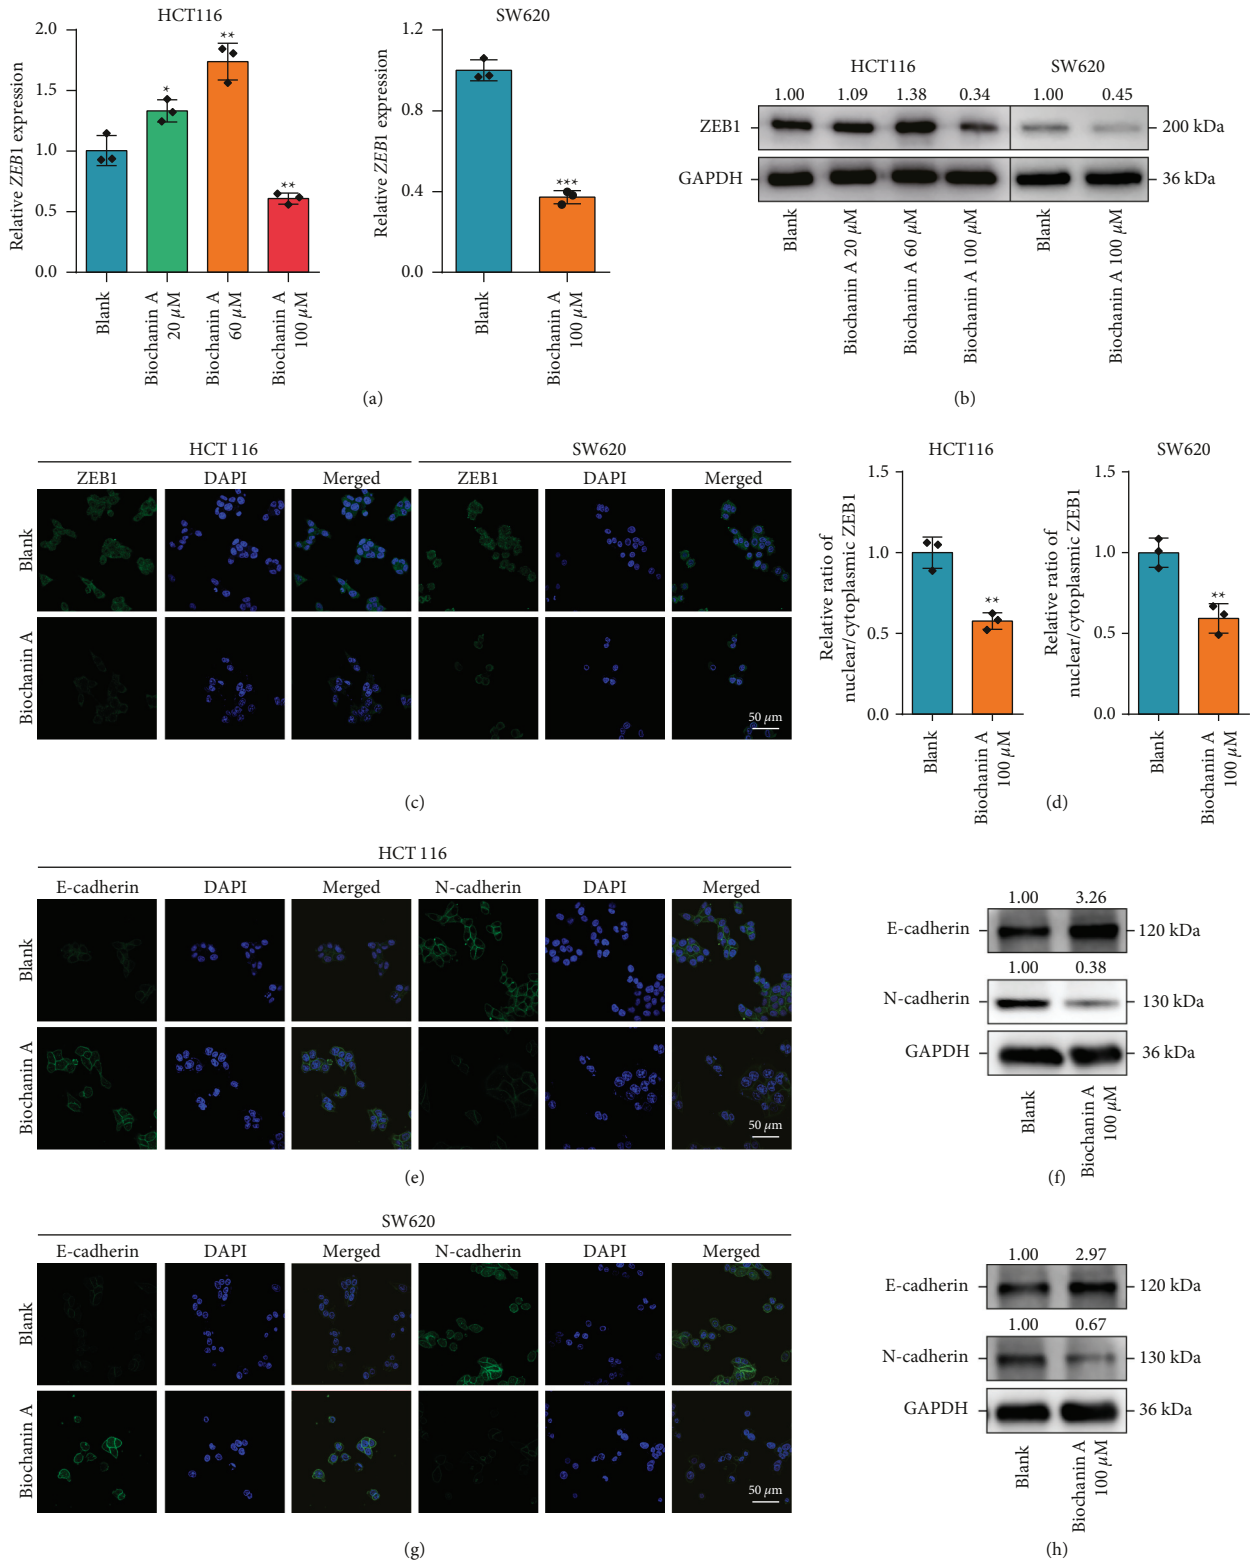 HCT116
Relative ZEB1 expression
2.0
1.5
1.0
0.5
0.0
*
**
**
Blank
Biochanin A
20 μM
Biochanin A
60 μM
Biochanin A
100 μM
SW620
Relative ZEB1 expression
1.2
0.8
0.4
0.0
***
Blank
Biochanin A
100 μM
(a)
HCT116 SW620
1.00 1.09 1.38 0.34 1.00 0.45
ZEB1 200 kDa
GAPDH 36 kDa
Blank
Biochanin A 20 μM
Biochanin A 60 μM
Biochanin A 100 μM
Blank
Biochanin A 100 μM
(b)
HCT 116 SW620
ZEB1 DAPI Merged ZEB1 DAPI Merged
Blank
Biochanin A
50 μm
(c)
HCT116
Relative ratio of
nuclear/cytoplasmic ZEB1
1.5
1.0
0.5
0.0
**
Blank
Biochanin A
100 μM
SW620
Relative ratio of
nuclear/cytoplasmic ZEB1
1.5
1.0
0.5
0.0
**
Blank
Biochanin A
100 μM
(d)
HCT 116
E-cadherin DAPI Merged N-cadherin DAPI Merged
Blank
Biochanin A
50 μm
(e)
1.00 3.26
E-cadherin 120 kDa
1.00 0.38
N-cadherin 130 kDa
GAPDH 36 kDa
Blank
Biochanin A
100 μM
(f)
SW620
E-cadherin DAPI Merged N-cadherin DAPI Merged
Blank
Biochanin A
50 μm
(g)
1.00 2.97
E-cadherin 120 kDa
1.00 0.67
N-cadherin 130 kDa
GAPDH 36 kDa
Blank
Biochanin A
100 μM
(h)